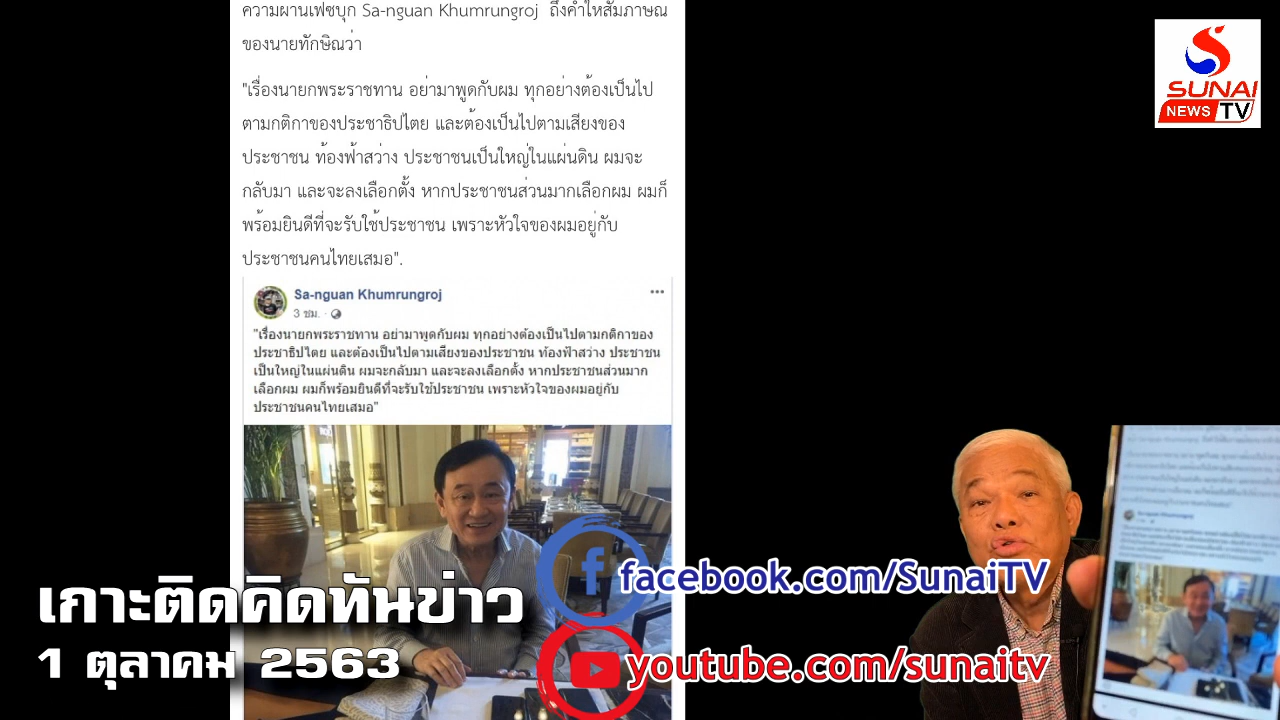 ความผานเฟซบุก Sa-nguan Khumrungroj ถึงคำใหสัมภาษณ
ของนายทักษิณว่า
"เรื่องนายกพระราชทาน อย่ามาพูดกับผม ทุกอย่างต้องเป็นไป
ตามกติกาของประชาธิปไตย และต้องเป็นไปตามเสียงของ
ประชาชน ท้องฟ้าสว่าง ประชาชนเป็นใหญ่ในแผ่นดิน ผมจะ
กลับมา และจะลงเลือกตั้ง หากประชาชนส่วนมากเลือกผม ผมก็
พร้อมยินดีที่จะรับใช้ประชาชน เพราะหัวใจของผมอยู่กับ
ประชาชนคนไทยเสมอ".
Sa-nguan Khumrungroj
3 ชม. ·
"เรื่องนายกพระราชทาน อย่ามาพูดกับผม ทุกอย่างต้องเป็นไปตามกติกาของ
ประชาธิปไตย และต้องเป็นไปตามเสียงของประชาชน ท้องฟ้าสว่าง ประชาชน
เป็นใหญ่ในแผ่นดิน ผมจะกลับมา และจะลงเลือกตั้ง หากประชาชนส่วนมาก
เลือกผม ผมก็พร้อมยินดีที่จะรับใช้ประชาชน เพราะหัวใจของผมอยู่กับ
ประชาชนคนไทยเสมอ"
SUNAI
NEWS TV
Sa-nguan Khumrungroj
facebook.com/SunaiTV
youtube.com/sunaitv
เกาะติดคิดทันข่าว
1 ตุลาคม 2563